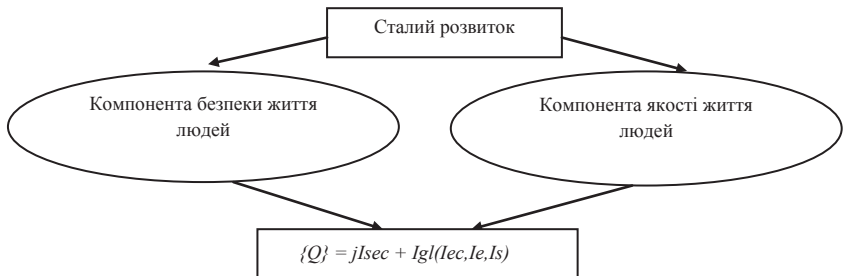 Сталий розвиток
Компонента безпеки життя
людей
Компонента якості життя
людей
{Q} = jIsec + Igl(Iec,Ie,Is)